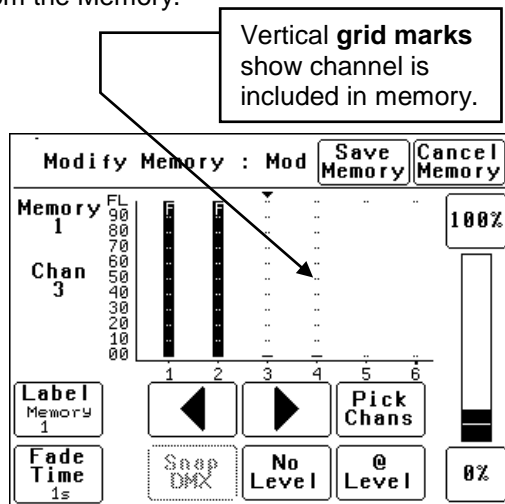 om the Memory.
Vertical grid marks
show channel is
included in memory.
Modify Memory : Mod
Save
Memory
Cancel
Memory
Memory
1
Chan
3
FL
90
80
70
60
50
40
30
20
10
00
F
F
1 2 3 4 5 6
100%
Label
Memory
1
Pick
Chans
Fade
Time
1s
Snap
DMX
No
Level
@
Level
0%